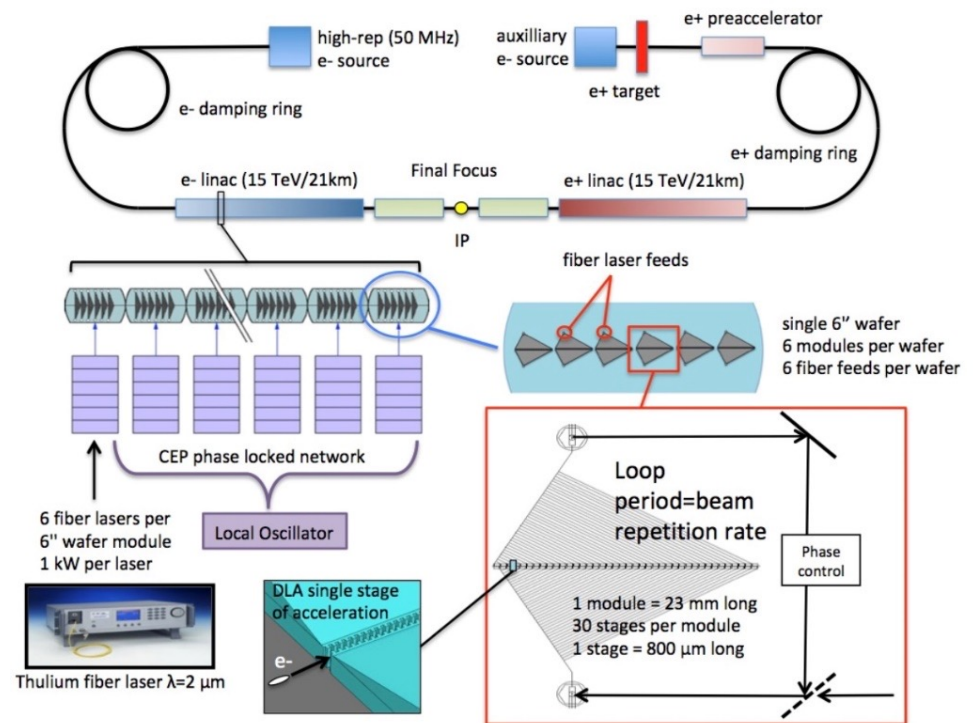 high-rep (50 MHz)
e- source
auxilliary
e- source
e+ preaccelerator
e+ target
e- damping ring
e+ damping ring
e- linac (15 TeV/21km)
Final Focus
e+ linac (15 TeV/21km)
IP
fiber laser feeds
single 6” wafer
6 modules per wafer
6 fiber feeds per wafer
CEP phase locked network
Local Oscillator
6 fiber lasers per
6" wafer module
1 kW per laser
Thulium fiber laser λ=2 μm
DLA single stage
of acceleration
e-
Loop
period=beam
repetition rate
Phase
control
1 module = 23 mm long
30 stages per module
1 stage = 800 μm long